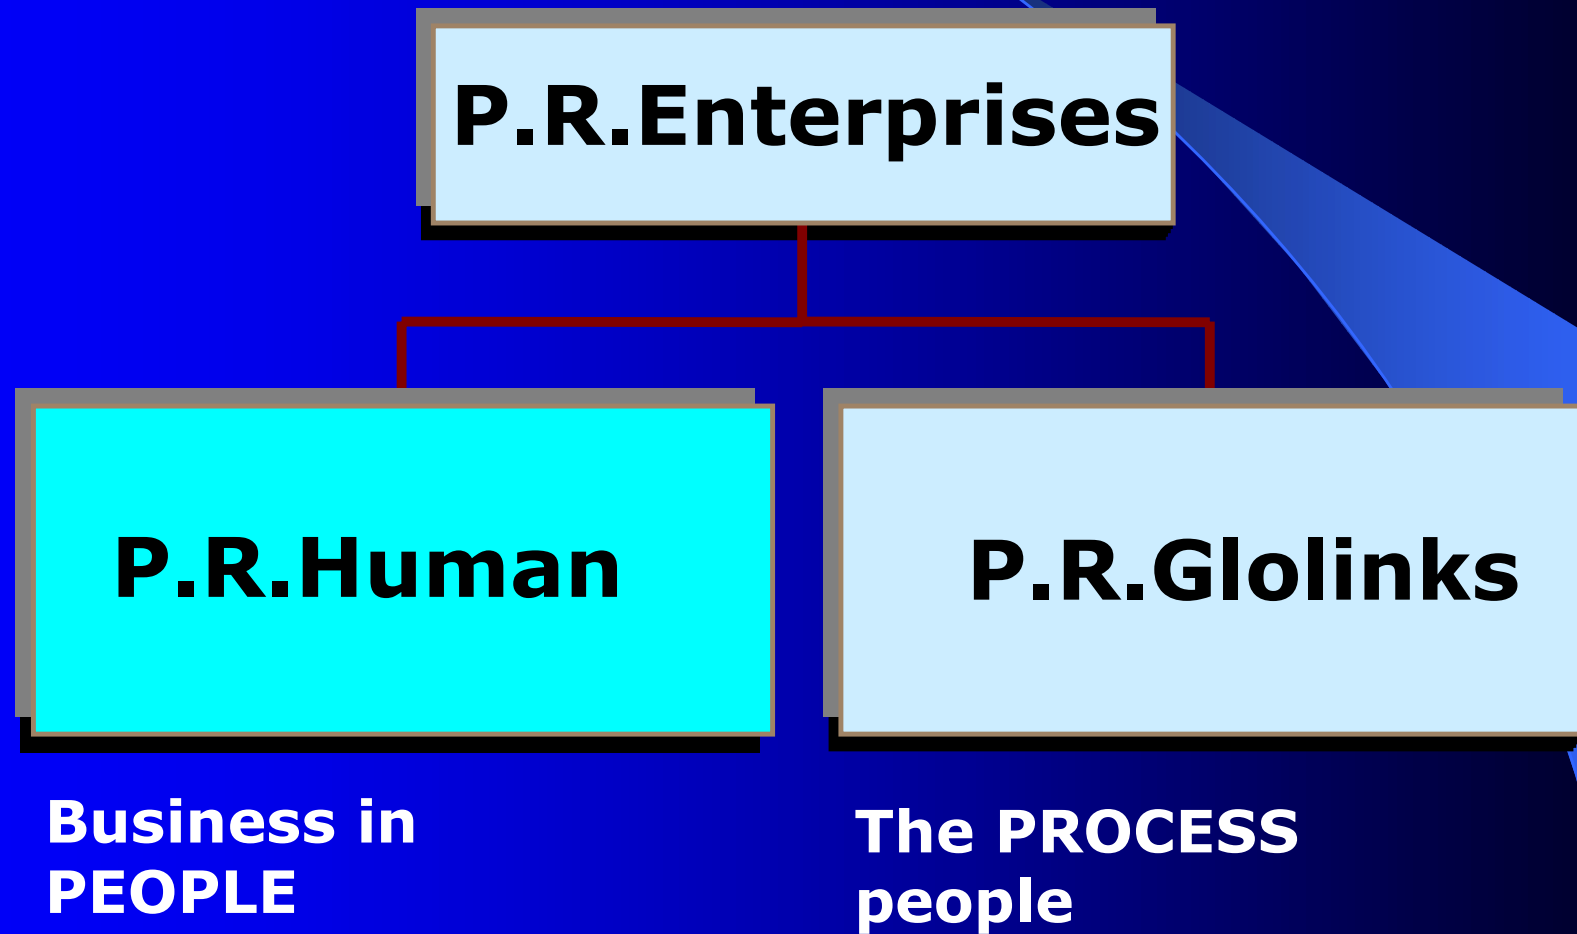 P.R.Enterprises
P.R.Human
P.R.Glolinks
Business in
PEOPLE
The PROCESS
people